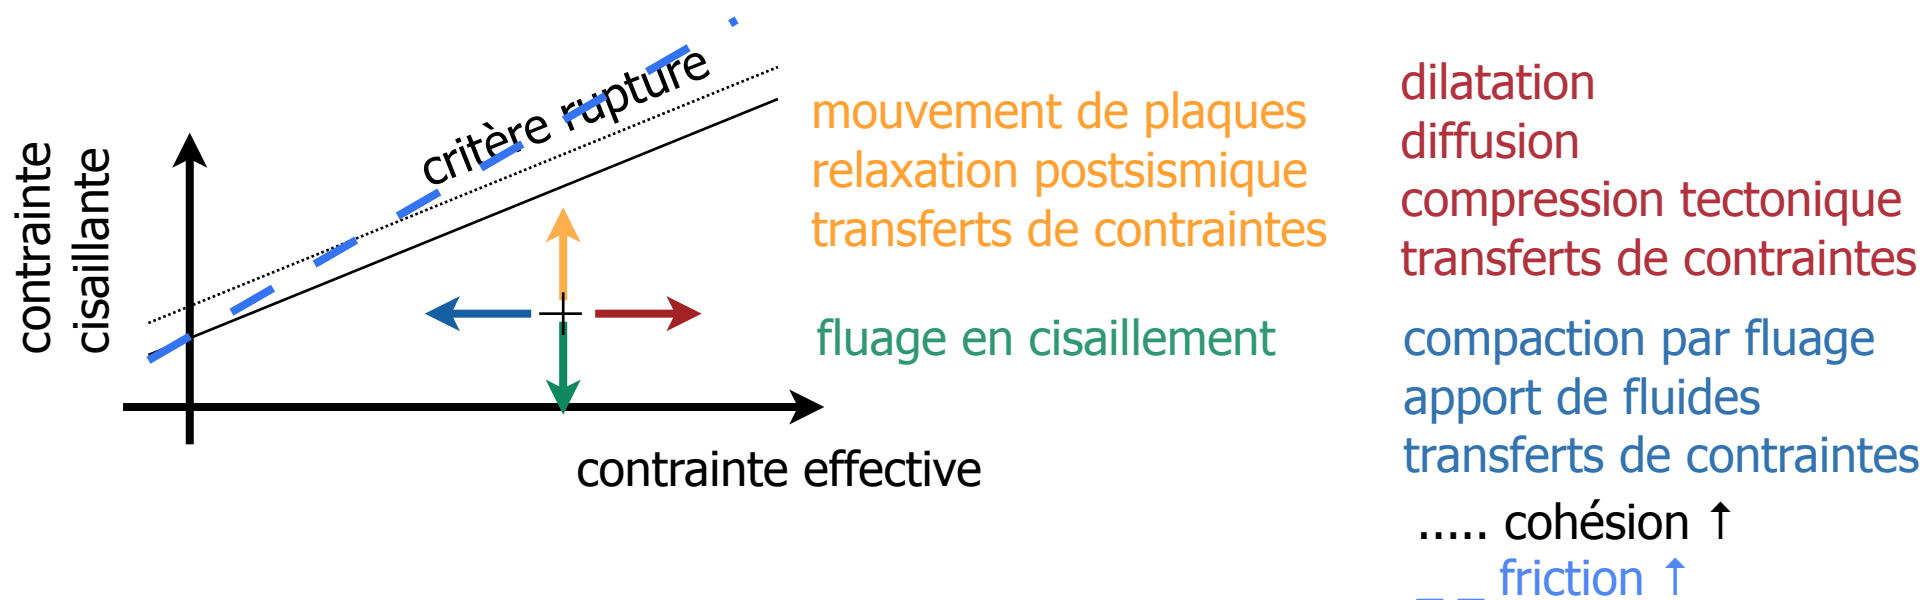 contrainte
cisaillante
critère rupture
contrainte effective
mouvement de plaques
relaxation postsismique
transferts de contraintes
fluage en cisaillement
dilatation
diffusion
compression tectonique
transferts de contraintes
compaction par fluage
apport de fluides
transferts de contraintes
..... cohésion ↑
_ _ friction ↑